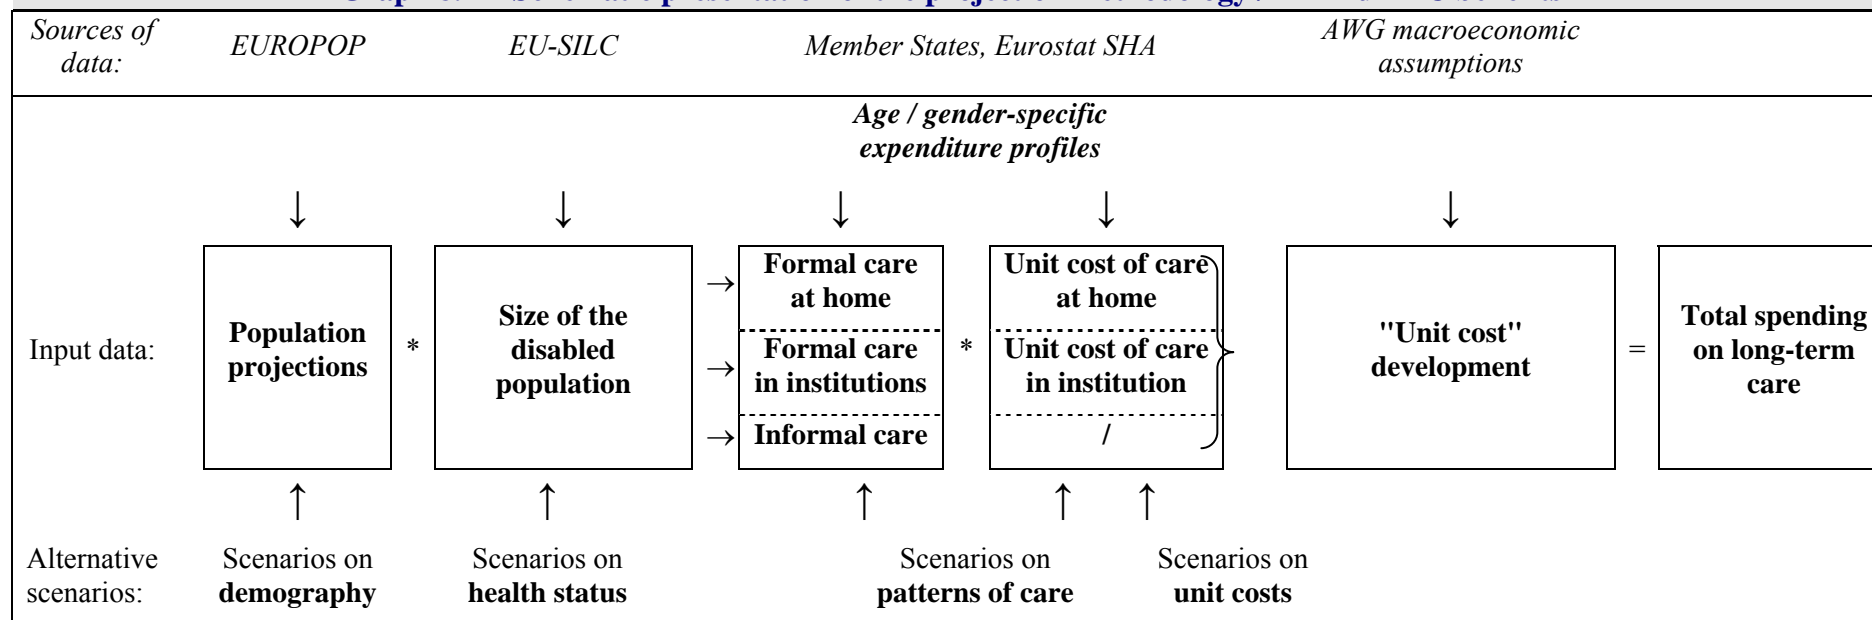 Sources of data:
EUROPOP
EU-SILC
Member States, Eurostat SHA
AWG macroeconomic
assumptions
Age / gender-specific
expenditure profiles
↓ ↓ ↓ ↓ ↓
Input data:
Population
projections
*
Size of the
disabled
population
→ Formal care
at home
→ Formal care
in institutions
→ Informal care
*
Unit cost of care
at home
Unit cost of care
in institution
/
"Unit cost"
development
=
Total spending
on long-term
care
↑ ↑ ↑ ↑ ↑
Alternative
scenarios:
Scenarios on
demography
Scenarios on
health status
Scenarios on
patterns of care
Scenarios on
unit costs